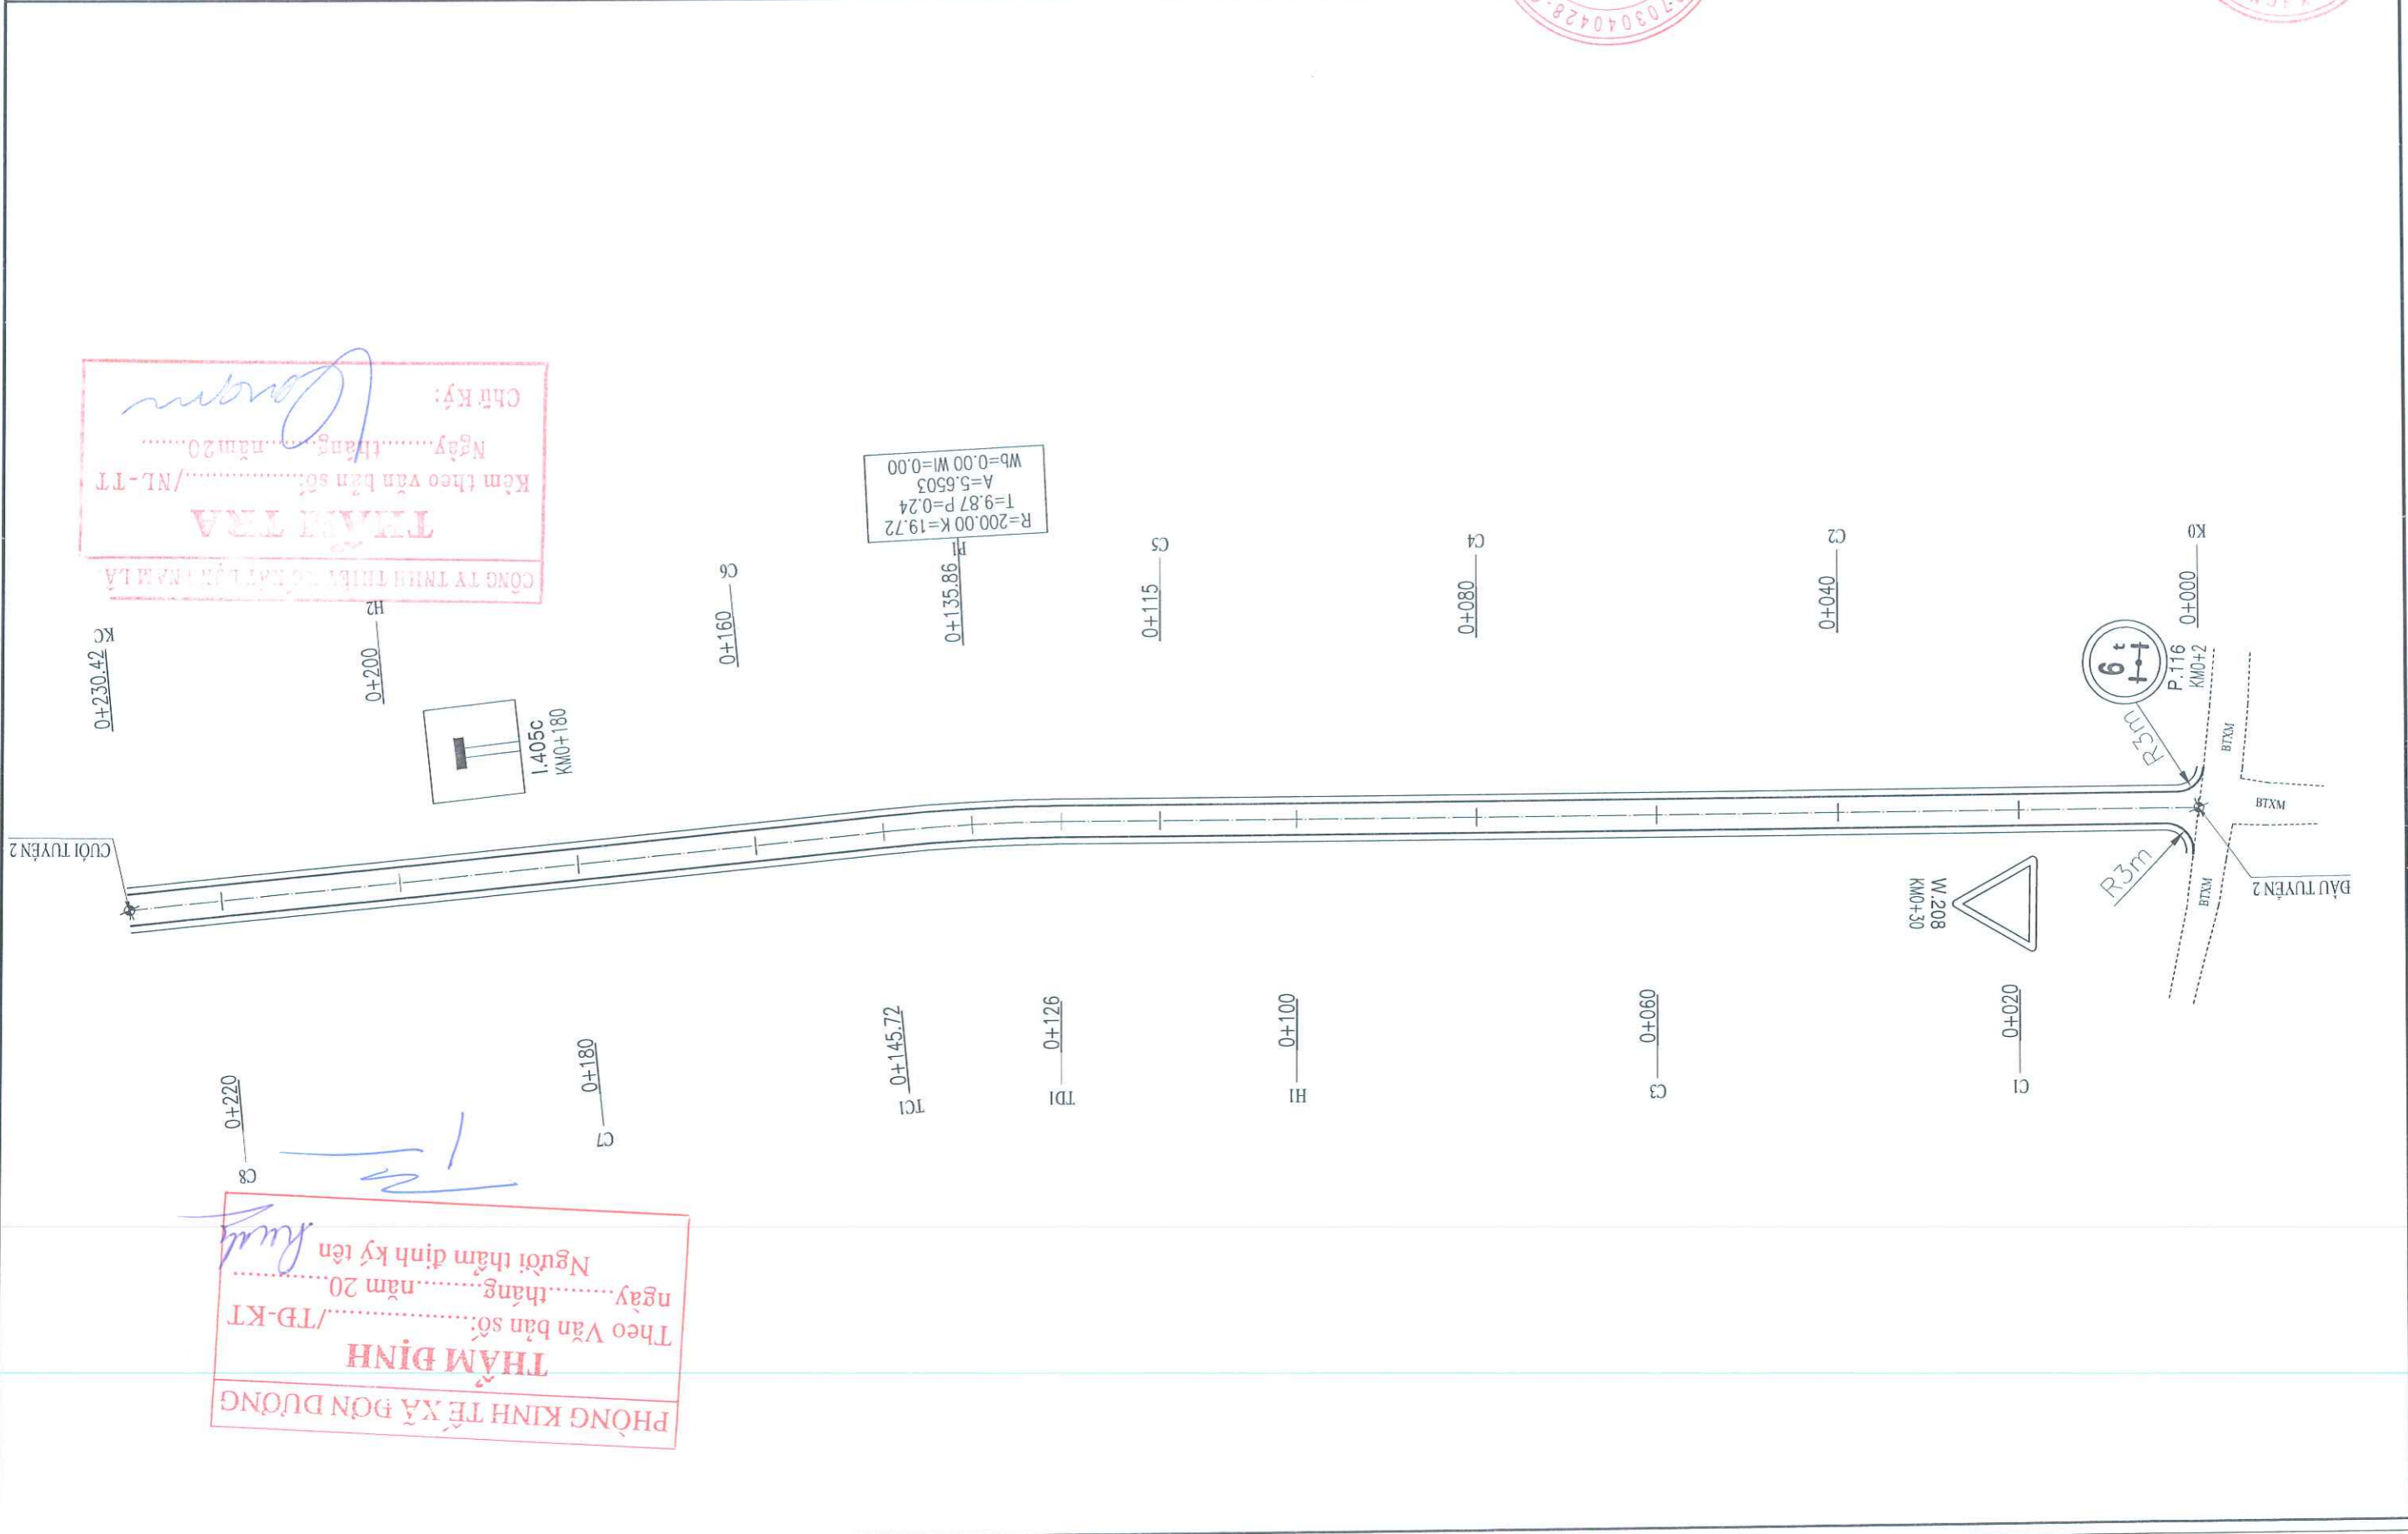 PHÒNG KINH TẾ XÃ ĐƠN DƯƠNG
THẨM ĐỊNH
Theo Văn bản số:................/TĐ-KT
ngày.........tháng.........năm 20............
Người thẩm định ký tên
C1
0+020
C3
0+060
H1
0+100
TD1
0+126
TC1
0+145.72
C7
0+180
C8
0+220
ĐẦU TUYẾN 2
BTXM
BTXM
BTXM
R3m
R3m
W.208
KM0+30
P.116
KM0+2
6 t
CUỐI TUYẾN 2
I.405c
KM0+180
K0
0+000
C2
0+040
C4
0+080
C5
0+115
P1
0+135.86
C6
0+160
H2
0+200
KC
0+230.42
R=200.00 K=19.72
T=9.87 P=0.24
A=5.6503
Wb=0.00 Wl=0.00
CÔNG TY TNHH THIẾT
THẨM TRA
Kèm theo văn bản số:................/NL-TT
Ngày........tháng........năm20.......
Chữ Ký:
703040428